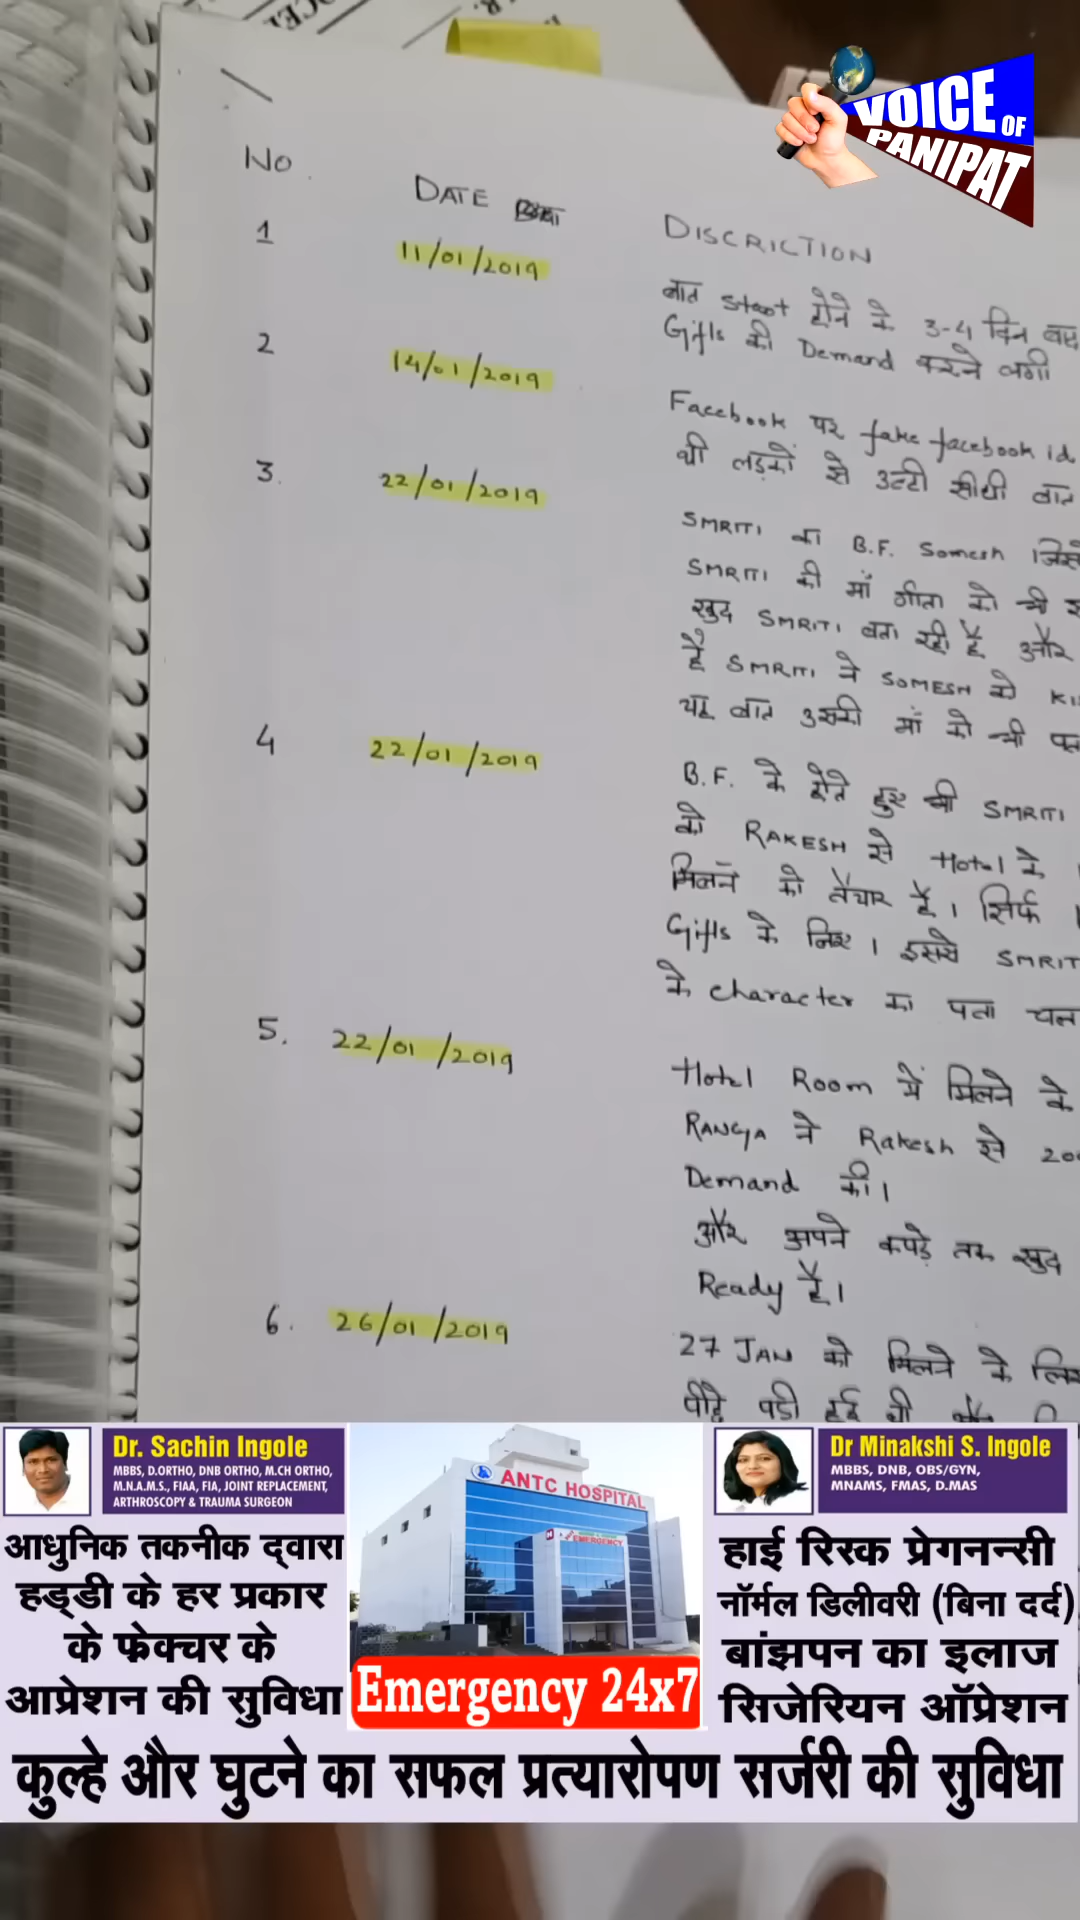 VOICE OF
PANIPAT
No.
DATE
DISCRICTION
1
11/01/2019
बात start होने के 3-4 दिन बाद
Gifts की Demand करने लगी
2
14/01/2019
Facebook पर fake facebook id
थी लड़कों से उल्टी सीधी बात
3.
22/01/2019
SMRITI का B.F. Somesh
SMRITI की माँ गीता को भी
खुद SMRITI बता रही है और
है SMRITI ने SOMESH को
यह बात उसकी माँ को भी
4
22/01/2019
B.F. के होते हुए भी SMRITI
को RAKESH से Hotel के
मिलने को तैयार है। सिर्फ
Gifts के लिए। इससे
के character का पता चल
5.
22/01/2019
Hotel Room में मिलने के
RANGA ने Rakesh से
Demand की।
और अपने कपड़े तक खुद
Ready है।
6.
26/01/2019
27 JAN को मिलने के लिए
पीछे पड़ी हुई थी
Dr. Sachin Ingole
MBBS, D.ORTHO, DNB ORTHO, M.CH ORTHO,
M.N.A.M.S., FIAA, FIA, JOINT REPLACEMENT,
ARTHROSCOPY & TRAUMA SURGEON
आधुनिक तकनीक द्वारा
हड्डी के हर प्रकार
के फ्रेक्चर के
आप्रेशन की सुविधा
ANTC HOSPITAL
EMERGENCY
Emergency 24x7
Dr Minakshi S. Ingole
MBBS, DNB, OBS/GYN,
MNAMS, FMAS, D.MAS
हाई रिस्क प्रेगनन्सी
नॉर्मल डिलीवरी (बिना दर्द)
बांझपन का इलाज
सिजेरियन ऑप्रेशन
कुल्हे और घुटने का सफल प्रत्यारोपण सर्जरी की सुविधा